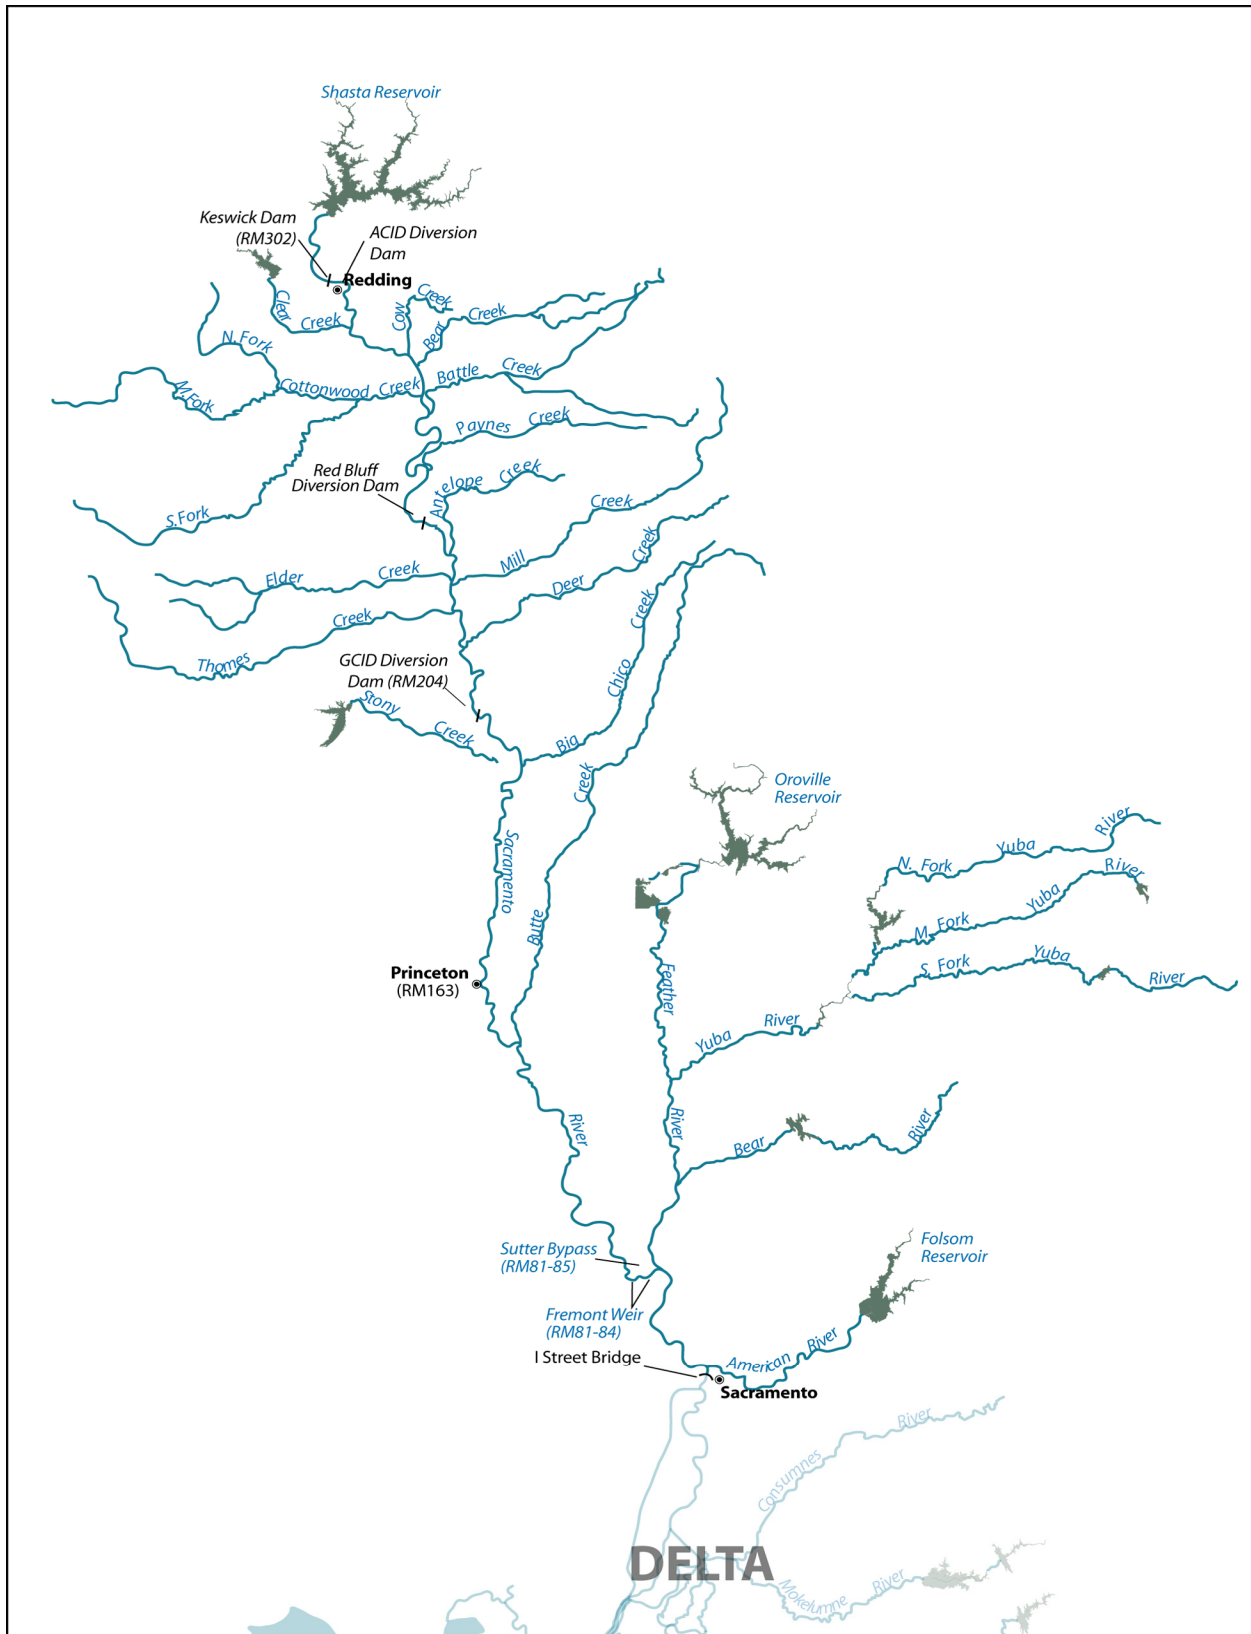 Shasta Reservoir
Keswick Dam
(RM302)
ACID Diversion
Dam
Redding
Clear
Creek
Cow
Creek
Bear
Creek
N. Fork
M. Fork
Cottonwood Creek
Battle Creek
Paynes Creek
Red Bluff
Diversion Dam
Antelope Creek
S. Fork
Mill Creek
Deer Creek
Elder Creek
Thomes Creek
GCID Diversion
Dam (RM204)
Stony
Creek
Big Chico Creek
Butte Creek
Oroville
Reservoir
Sacramento
River
N. Fork Yuba River
M. Fork Yuba River
S. Fork Yuba River
Princeton
(RM163)
Feather
River
Yuba River
Bear River
Sutter Bypass
(RM81-85)
Folsom
Reservoir
Fremont Weir
(RM81-84)
I Street Bridge
American River
Sacramento
Consumnes River
DELTA
Mokelumne River